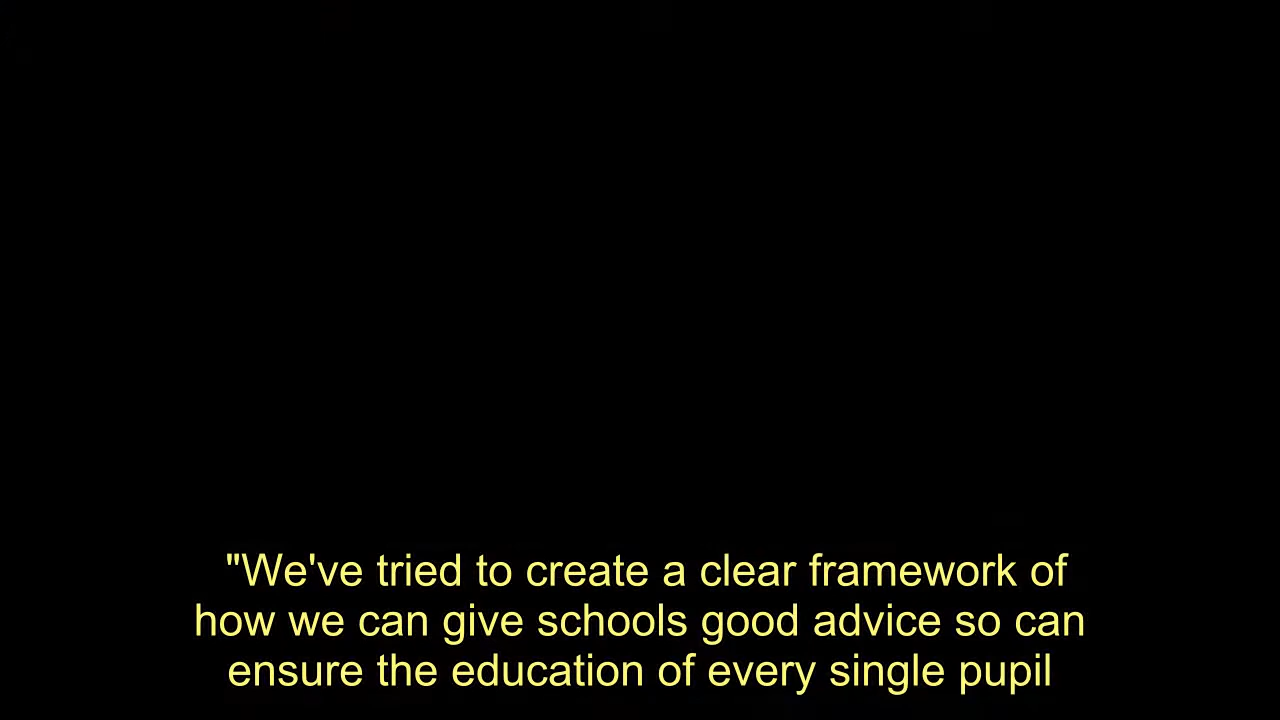 "We've tried to create a clear framework of
how we can give schools good advice so can
ensure the education of every single pupil